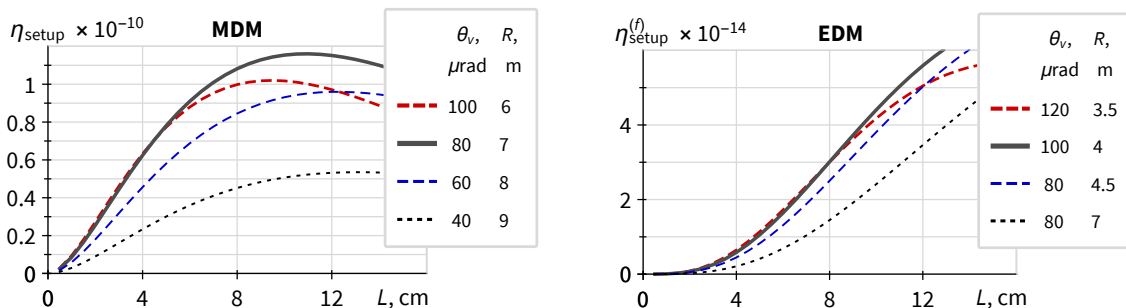 η_setup × 10⁻¹⁰
MDM
θ_v, R,
μrad m
100 6
80 7
60 8
40 9
1
0.8
0.6
0.4
0.2
0
0 4 8 12 L, cm
η_setup^(f) × 10⁻¹⁴
EDM
θ_v, R,
μrad m
120 3.5
100 4
80 4.5
80 7
4
2
0
0 4 8 12 L, cm